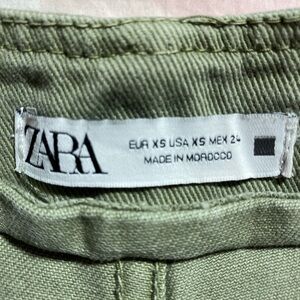 ZARA
EUR XS USA XS MEX 24
MADE IN MOROCCO